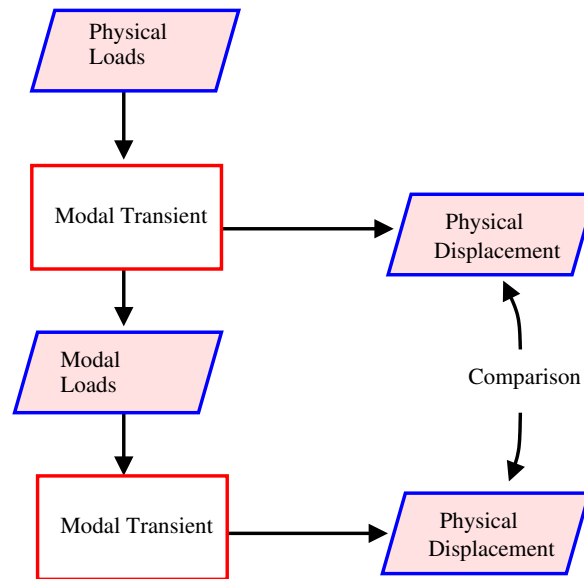 Physical
Loads
Modal Transient
Physical
Displacement
Modal
Loads
Comparison
Modal Transient
Physical
Displacement